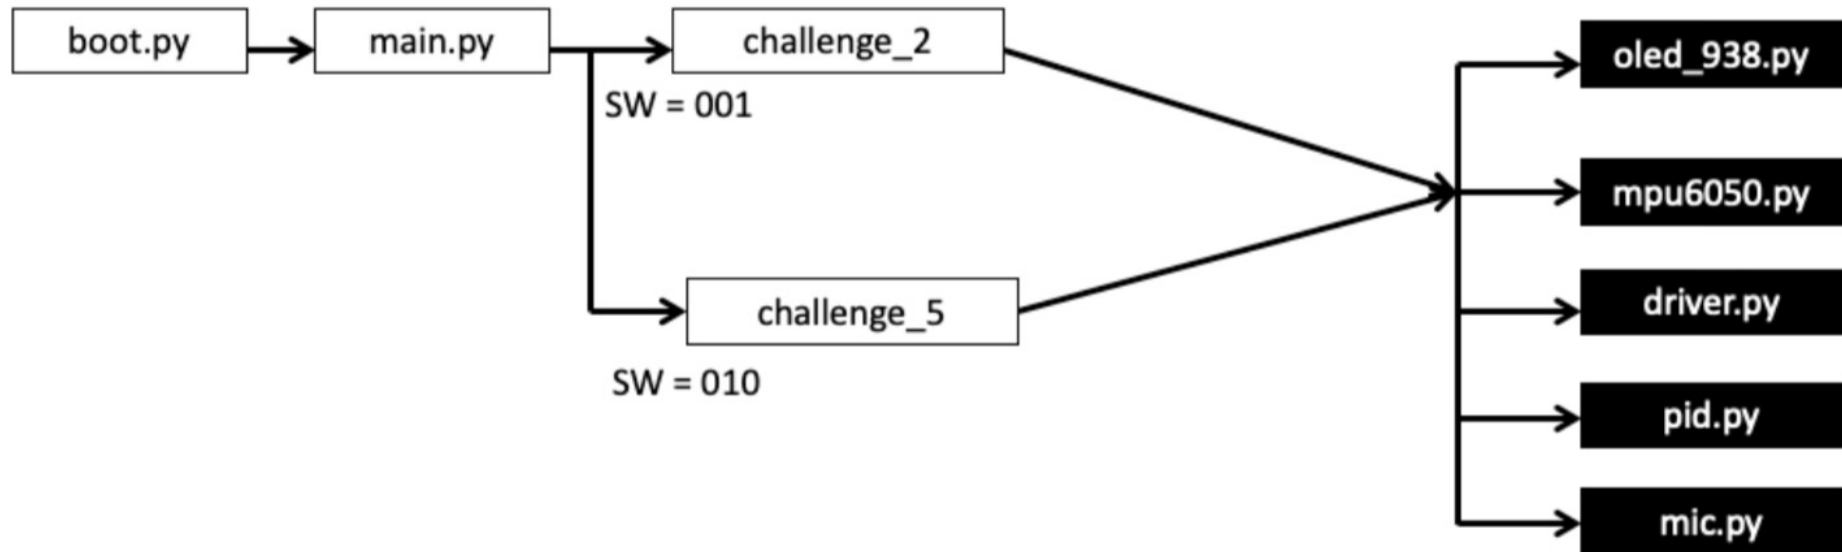 boot.py
main.py
challenge_2
SW = 001
challenge_5
SW = 010
oled_938.py
mpu6050.py
driver.py
pid.py
mic.py